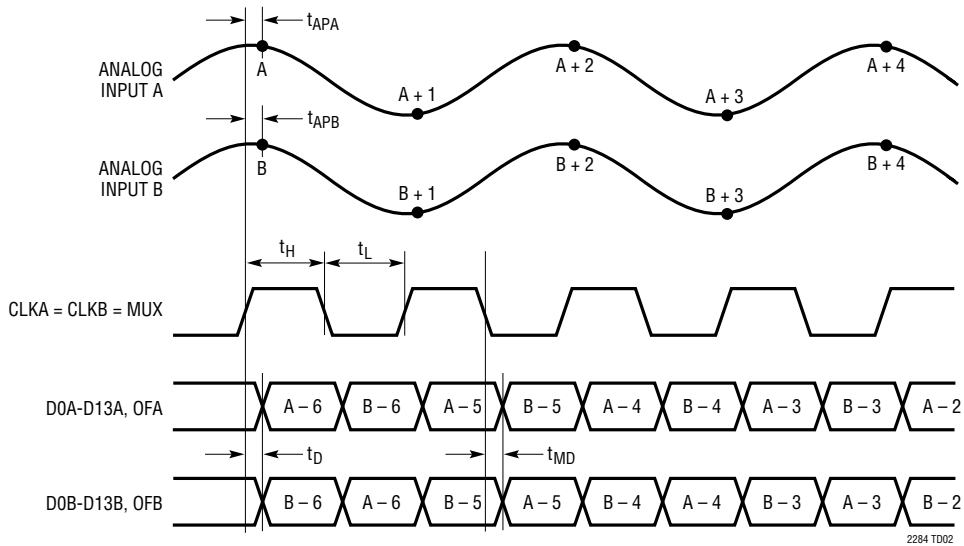 tAPA
ANALOG
INPUT A
A
A + 1
A + 2
A + 3
A + 4
tAPB
ANALOG
INPUT B
B
B + 1
B + 2
B + 3
B + 4
tH
tL
CLKA = CLKB = MUX
D0A-D13A, OFA
A – 6
B – 6
A – 5
B – 5
A – 4
B – 4
A – 3
B – 3
A – 2
tD
tMD
D0B-D13B, OFB
B – 6
A – 6
B – 5
A – 5
B – 4
A – 4
B – 3
A – 3
B – 2
2284 TD02